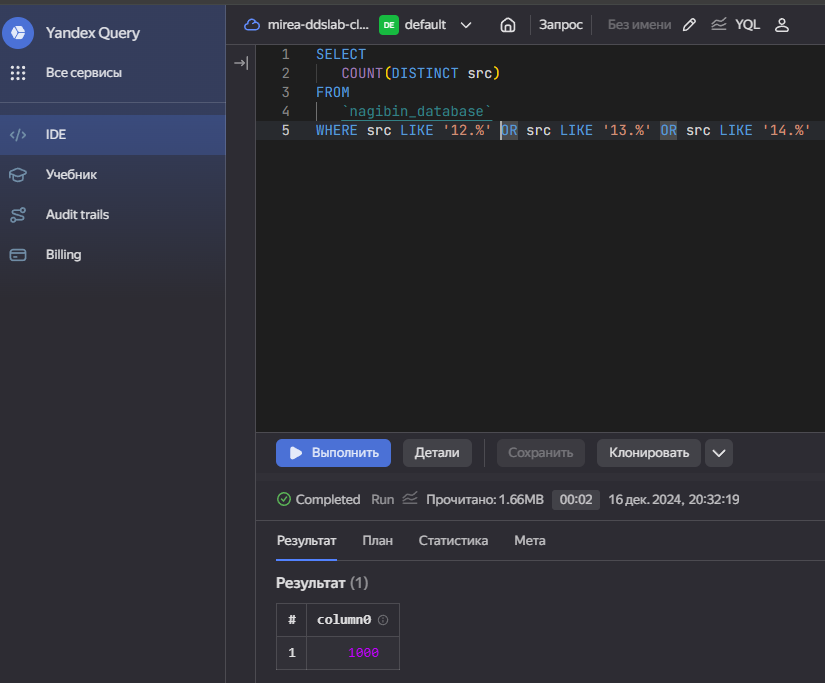 Yandex Query
Все сервисы
IDE
Учебник
Audit trails
Billing
mirea-ddslab-cl... DE default Запрос Без имени YQL
1 SELECT
2 COUNT(DISTINCT src)
3 FROM
4 `nagibin_database`
5 WHERE src LIKE '12.%' OR src LIKE '13.%' OR src LIKE '14.%'
Выполнить Детали Сохранить Клонировать
Completed Run Прочитано: 1.66MB 00:02 16 дек. 2024, 20:32:19
Результат План Статистика Мета
Результат (1)
# column0
1 1000